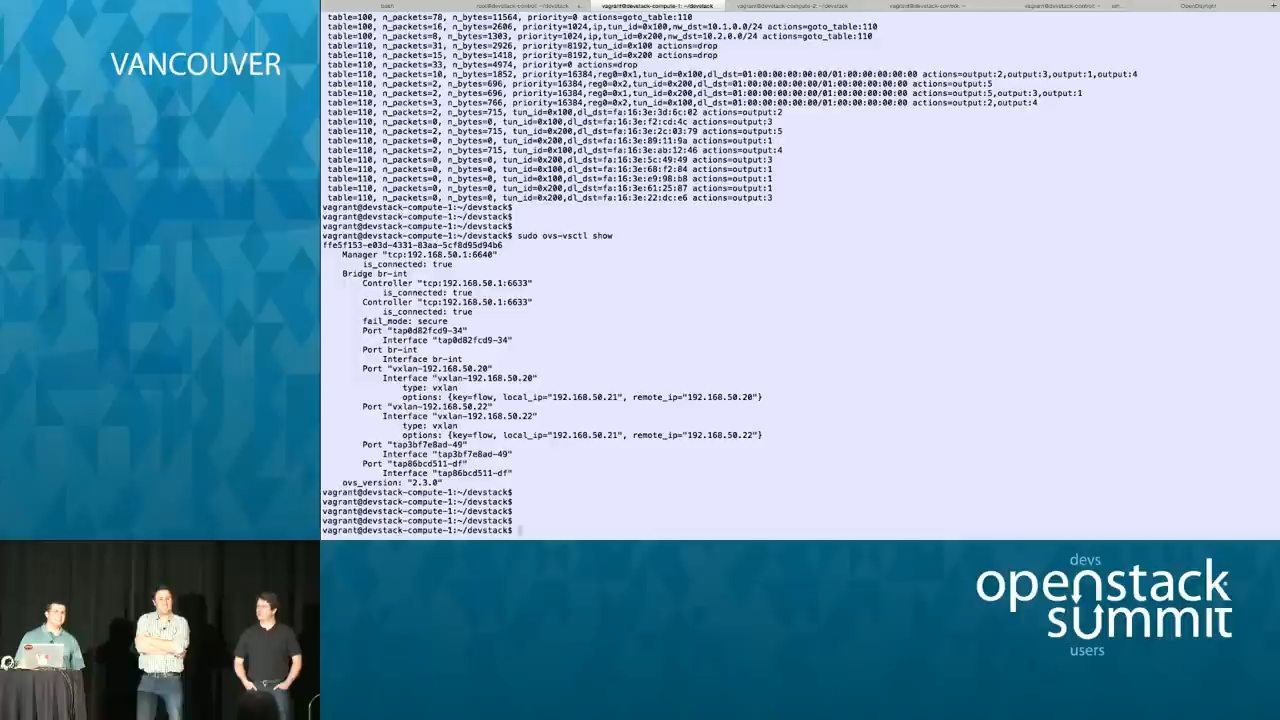 bash
vagrant@devstack-compute-1: ~/devstack
vagrant@devstack-compute-2: ~/devstack
OpenDaylight
VANCOUVER
table=100, n_packets=78, n_bytes=11564, priority=0 actions=goto_table:110
table=100, n_packets=16, n_bytes=2606, priority=1024,ip,tun_id=0x100,nw_dst=10.1.0.0/24 actions=goto_table:110
table=100, n_packets=8, n_bytes=1303, priority=1024,ip,tun_id=0x200,nw_dst=10.2.0.0/24 actions=goto_table:110
table=110, n_packets=31, n_bytes=2926, priority=8192,tun_id=0x100 actions=drop
table=110, n_packets=15, n_bytes=1418, priority=8192,tun_id=0x200 actions=drop
table=110, n_packets=33, n_bytes=4974, priority=0 actions=drop
table=110, n_packets=10, n_bytes=1852, priority=16384,reg0=0x1,tun_id=0x100,dl_dst=01:00:00:00:00:00/01:00:00:00:00:00 actions=output:2,output:3,output:1,output:4
table=110, n_packets=2, n_bytes=696, priority=16384,reg0=0x2,tun_id=0x200,dl_dst=01:00:00:00:00:00/01:00:00:00:00:00 actions=output:5
table=110, n_packets=2, n_bytes=696, priority=16384,reg0=0x1,tun_id=0x200,dl_dst=01:00:00:00:00:00/01:00:00:00:00:00 actions=output:5,output:3,output:1
table=110, n_packets=3, n_bytes=766, priority=16384,reg0=0x2,tun_id=0x100,dl_dst=01:00:00:00:00:00/01:00:00:00:00:00 actions=output:2,output:4
table=110, n_packets=2, n_bytes=715, tun_id=0x100,dl_dst=fa:16:3e:3d:6c:02 actions=output:2
table=110, n_packets=0, n_bytes=0, tun_id=0x100,dl_dst=fa:16:3e:f2:cd:4c actions=output:3
table=110, n_packets=2, n_bytes=715, tun_id=0x200,dl_dst=fa:16:3e:2c:03:79 actions=output:5
table=110, n_packets=0, n_bytes=0, tun_id=0x200,dl_dst=fa:16:3e:89:11:9a actions=output:1
table=110, n_packets=2, n_bytes=715, tun_id=0x100,dl_dst=fa:16:3e:ab:12:46 actions=output:4
table=110, n_packets=0, n_bytes=0, tun_id=0x200,dl_dst=fa:16:3e:5c:49:49 actions=output:3
table=110, n_packets=0, n_bytes=0, tun_id=0x100,dl_dst=fa:16:3e:68:f2:84 actions=output:1
table=110, n_packets=0, n_bytes=0, tun_id=0x100,dl_dst=fa:16:3e:e9:98:b8 actions=output:1
table=110, n_packets=0, n_bytes=0, tun_id=0x200,dl_dst=fa:16:3e:61:25:87 actions=output:1
table=110, n_packets=0, n_bytes=0, tun_id=0x200,dl_dst=fa:16:3e:22:dc:e6 actions=output:3
vagrant@devstack-compute-1:~/devstack$
vagrant@devstack-compute-1:~/devstack$
vagrant@devstack-compute-1:~/devstack$
vagrant@devstack-compute-1:~/devstack$ sudo ovs-vsctl show
ffe5f153-e03d-4331-83aa-5cf8d95d94b6
Manager "tcp:192.168.50.1:6640"
is_connected: true
Bridge br-int
Controller "tcp:192.168.50.1:6633"
is_connected: true
Controller "tcp:192.168.50.1:6633"
is_connected: true
fail_mode: secure
Port "tap0d82fcd9-34"
Interface "tap0d82fcd9-34"
Port br-int
Interface br-int
Port "vxlan-192.168.50.20"
Interface "vxlan-192.168.50.20"
type: vxlan
options: {key=flow, local_ip="192.168.50.21", remote_ip="192.168.50.20"}
Port "vxlan-192.168.50.22"
Interface "vxlan-192.168.50.22"
type: vxlan
options: {key=flow, local_ip="192.168.50.21", remote_ip="192.168.50.22"}
Port "tap3bf7e8ad-49"
Interface "tap3bf7e8ad-49"
Port "tap86bcd511-df"
Interface "tap86bcd511-df"
ovs_version: "2.3.0"
vagrant@devstack-compute-1:~/devstack$
vagrant@devstack-compute-1:~/devstack$
vagrant@devstack-compute-1:~/devstack$
vagrant@devstack-compute-1:~/devstack$
vagrant@devstack-compute-1:~/devstack$
devs
openstack
summit
users